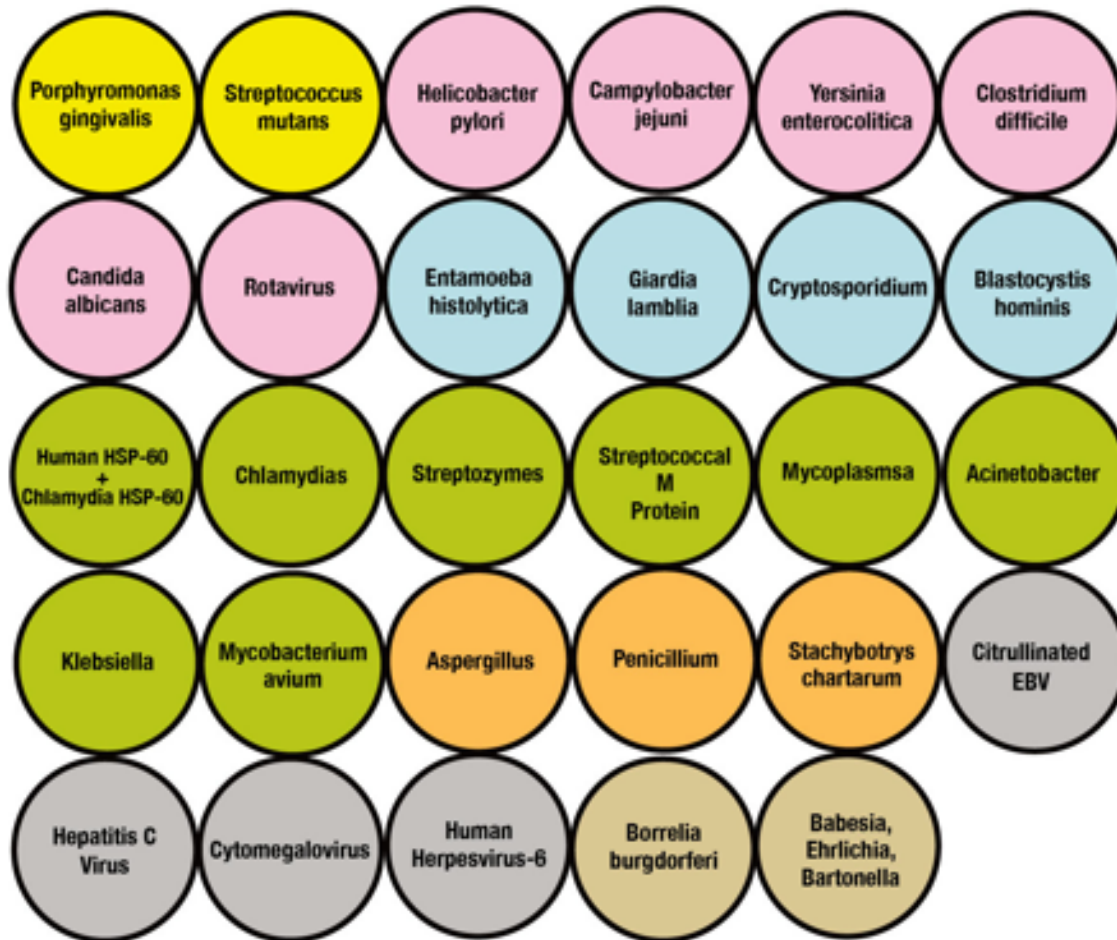 Porphyromonas
gingivalis
Streptococcus
mutans
Helicobacter
pylori
Campylobacter
jejuni
Yersinia
enterocolitica
Clostridium
difficile
Candida
albicans
Rotavirus
Entamoeba
histolytica
Giardia
lamblia
Cryptosporidium
Blastocystis
hominis
Human HSP-60
+
Chlamydia HSP-60
Chlamydias
Streptozymes
Streptococcal
M
Protein
Mycoplasmsa
Acinetobacter
Klebsiella
Mycobacterium
avium
Aspergillus
Penicillium
Stachybotrys
chartarum
Citrullinated
EBV
Hepatitis C
Virus
Cytomegalovirus
Human
Herpesvirus-6
Borrelia
burgdorferi
Babesia,
Ehrlichia,
Bartonella